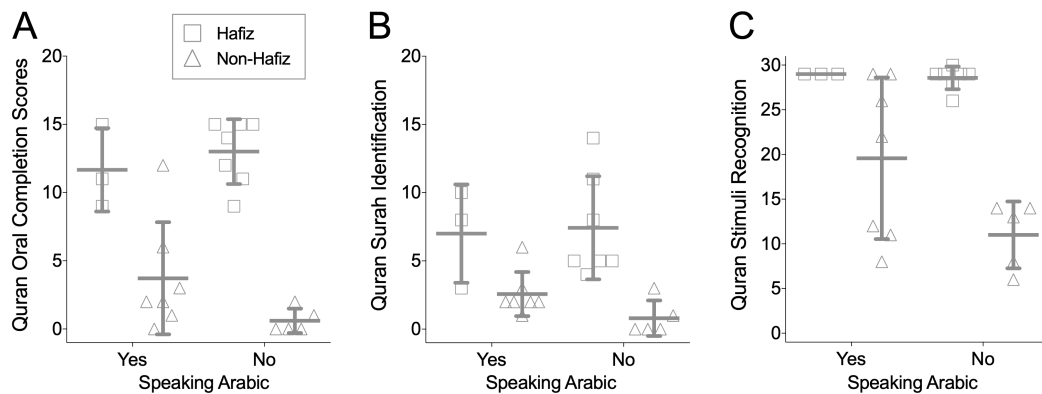 A
Hafiz
Non-Hafiz
Quran Oral Completion Scores
20
15
10
5
0
Yes No
Speaking Arabic
B
Quran Surah Identification
20
15
10
5
0
Yes No
Speaking Arabic
C
Quran Stimuli Recognition
30
25
20
15
10
5
0
Yes No
Speaking Arabic